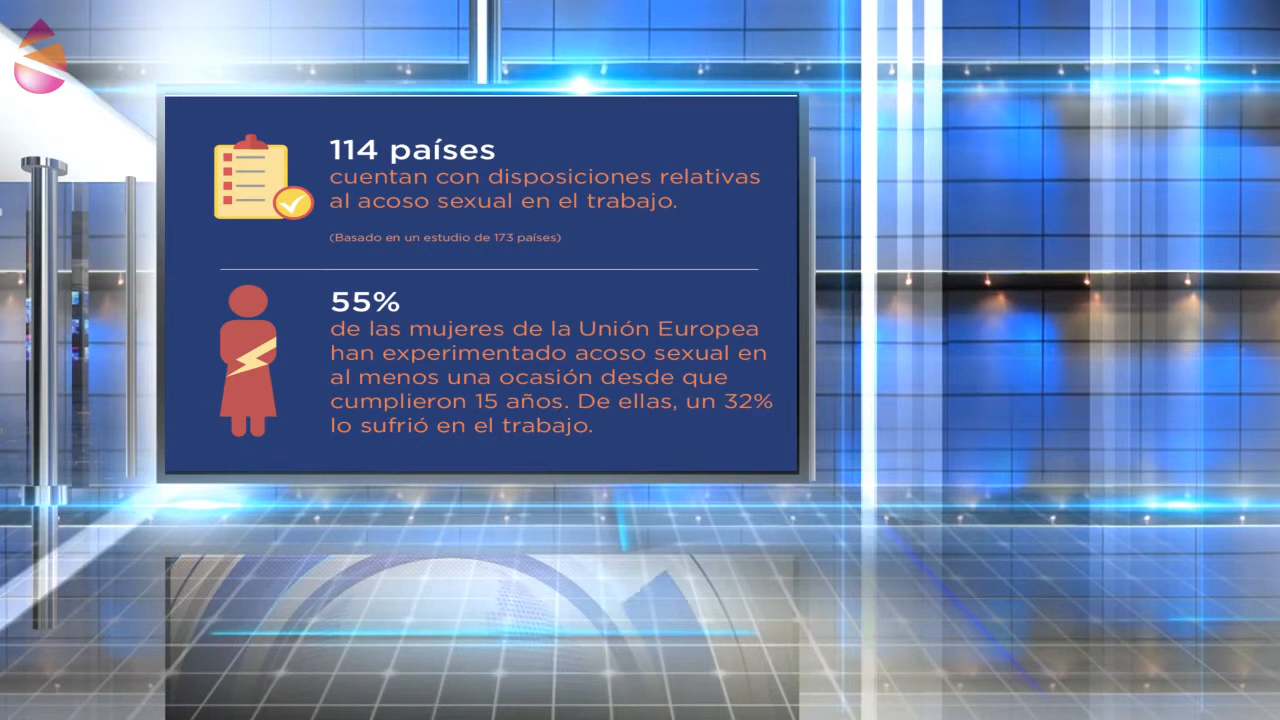 114 países
cuentan con disposiciones relativas
al acoso sexual en el trabajo.
(Basado en un estudio de 173 países)
55%
de las mujeres de la Unión Europea
han experimentado acoso sexual en
al menos una ocasión desde que
cumplieron 15 años. De ellas, un 32%
lo sufrió en el trabajo.